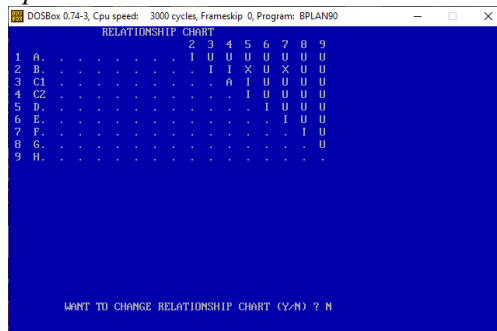 DOSBox 0.74-3, Cpu speed: 3000 cycles, Frameskip 0, Program: BPLAN90
RELATIONSHIP CHART
2 3 4 5 6 7 8 9
1 A. . . . . . . . . I U U U U U U U
2 B. . . . . . . . . . I I X U X U U
3 C1 . . . . . . . . . . A I U U U U
4 C2 . . . . . . . . . . . I U U U U
5 D. . . . . . . . . . . . . I U U U
6 E. . . . . . . . . . . . . . I U U
7 F. . . . . . . . . . . . . . . I U
8 G. . . . . . . . . . . . . . . . U
9 H. . . . . . . . . . . . . . . . .
WANT TO CHANGE RELATIONSHIP CHART (Y/N) ? N